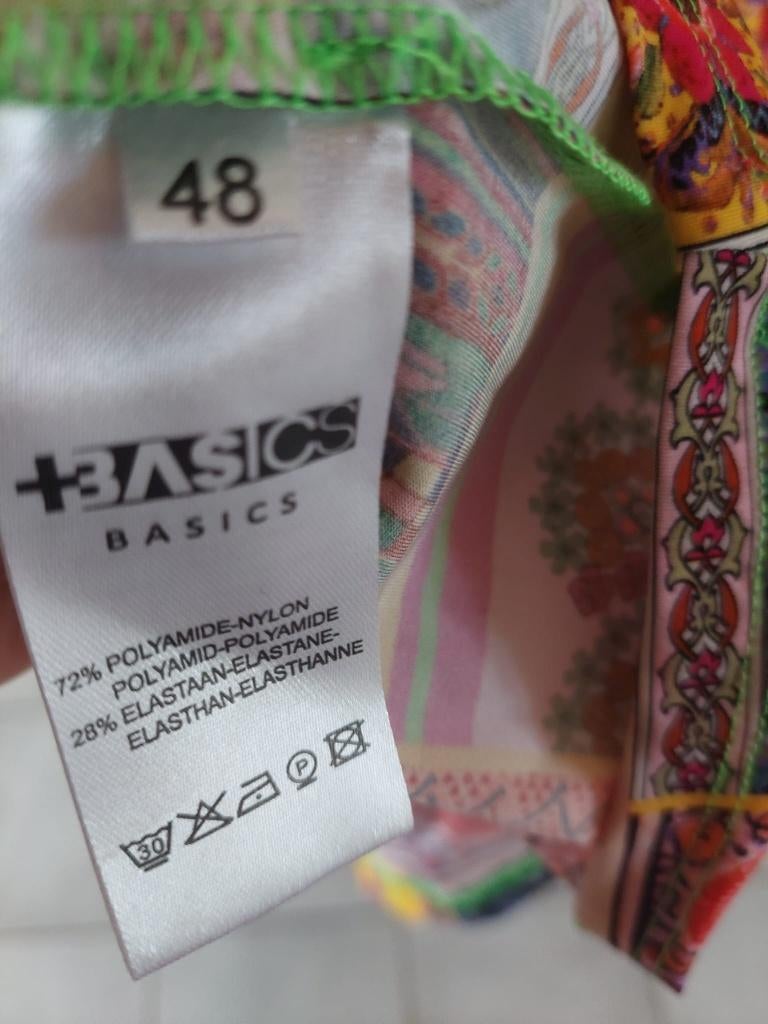 48
+BASICS
BASICS
72% POLYAMIDE-NYLON
POLYAMID-POLYAMIDE
28% ELASTAAN-ELASTANE-
ELASTHAN-ELASTHANNE
30
P